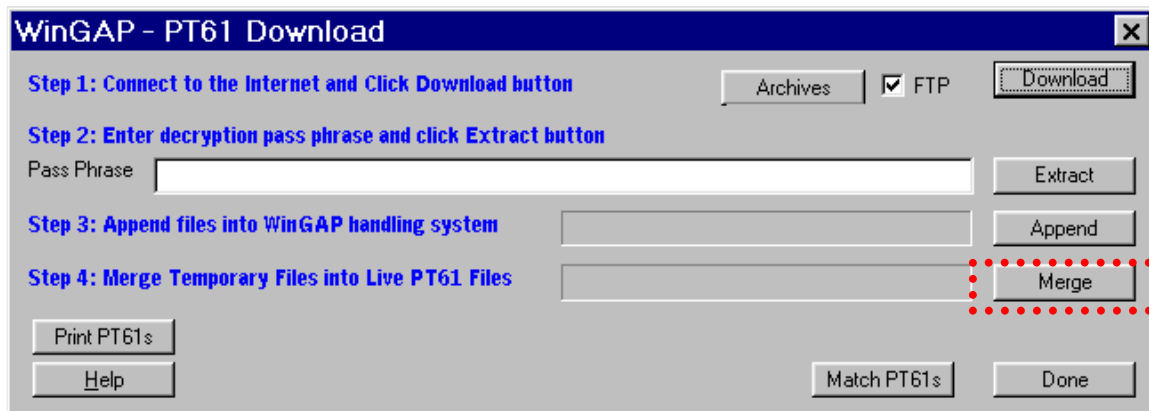 WinGAP - PT61 Download
Step 1: Connect to the Internet and Click Download button
Archives
FTP
Download
Step 2: Enter decryption pass phrase and click Extract button
Pass Phrase
Extract
Step 3: Append files into WinGAP handling system
Append
Step 4: Merge Temporary Files into Live PT61 Files
Merge
Print PT61s
Help
Match PT61s
Done